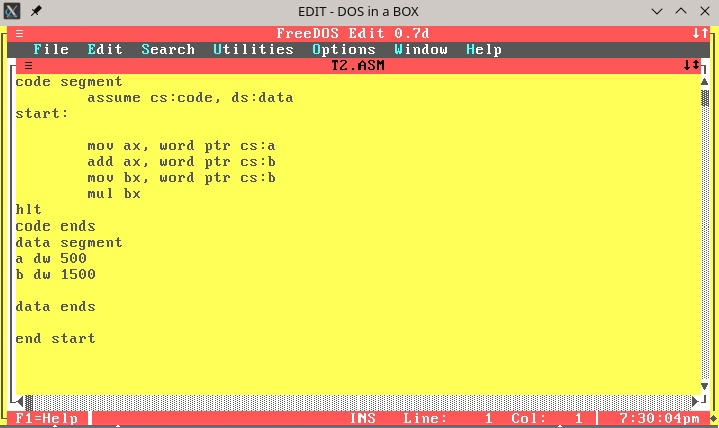 EDIT - DOS in a BOX
≡ FreeDOS Edit 0.7d ↓↑
File Edit Search Utilities Options Window Help
≡ T2.ASM ↓↕
code segment
assume cs:code, ds:data
start:
mov ax, word ptr cs:a
add ax, word ptr cs:b
mov bx, word ptr cs:b
mul bx
hlt
code ends
data segment
a dw 500
b dw 1500
data ends
end start
F1=Help INS Line: 1 Col: 1 7:30:04pm